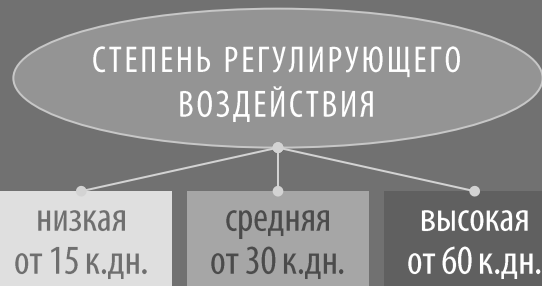 СТЕПЕНЬ РЕГУЛИРУЮЩЕГО
ВОЗДЕЙСТВИЯ
низкая
от 15 к.дн.
средняя
от 30 к.дн.
высокая
от 60 к.дн.